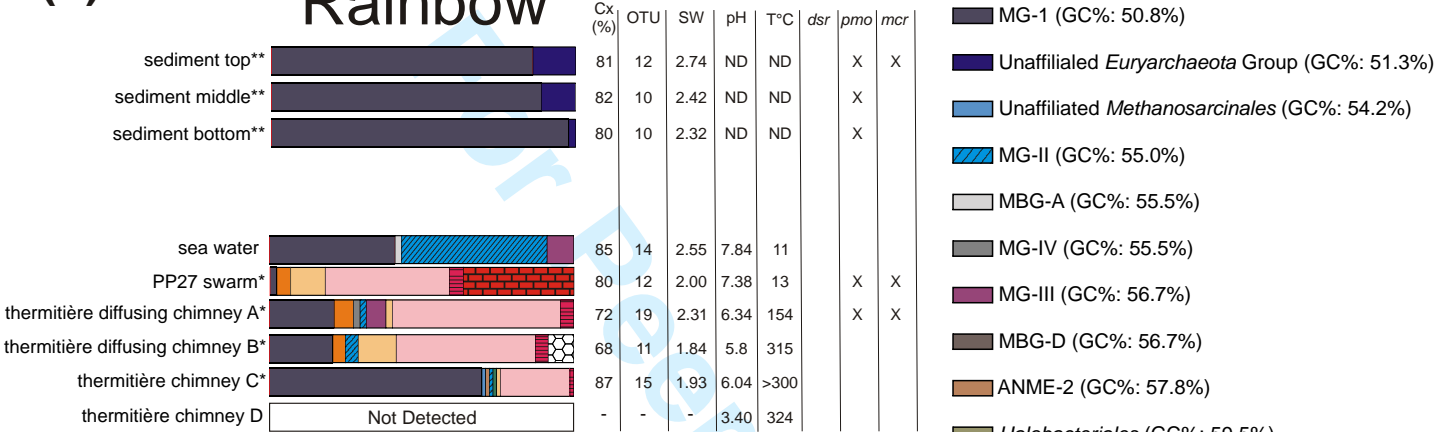 Rainbow
Cx (%) OTU SW pH T°C dsr pmo mcr
sediment top** 81 12 2.74 ND ND X X
sediment middle** 82 10 2.42 ND ND X
sediment bottom** 80 10 2.32 ND ND X
sea water 85 14 2.55 7.84 11
PP27 swarm* 80 12 2.00 7.38 13 X X
thermitière diffusing chimney A* 72 19 2.31 6.34 154 X X
thermitière diffusing chimney B* 68 11 1.84 5.8 315
thermitière chimney C* 87 15 1.93 6.04 >300
thermitière chimney D Not Detected - - - 3.40 324
MG-1 (GC%: 50.8%)
Unaffilialed Euryarchaeota Group (GC%: 51.3%)
Unaffiliated Methanosarcinales (GC%: 54.2%)
MG-II (GC%: 55.0%)
MBG-A (GC%: 55.5%)
MG-IV (GC%: 55.5%)
MG-III (GC%: 56.7%)
MBG-D (GC%: 56.7%)
ANME-2 (GC%: 57.8%)
Halobacteriales (GC%: 59.5%)
For Peer